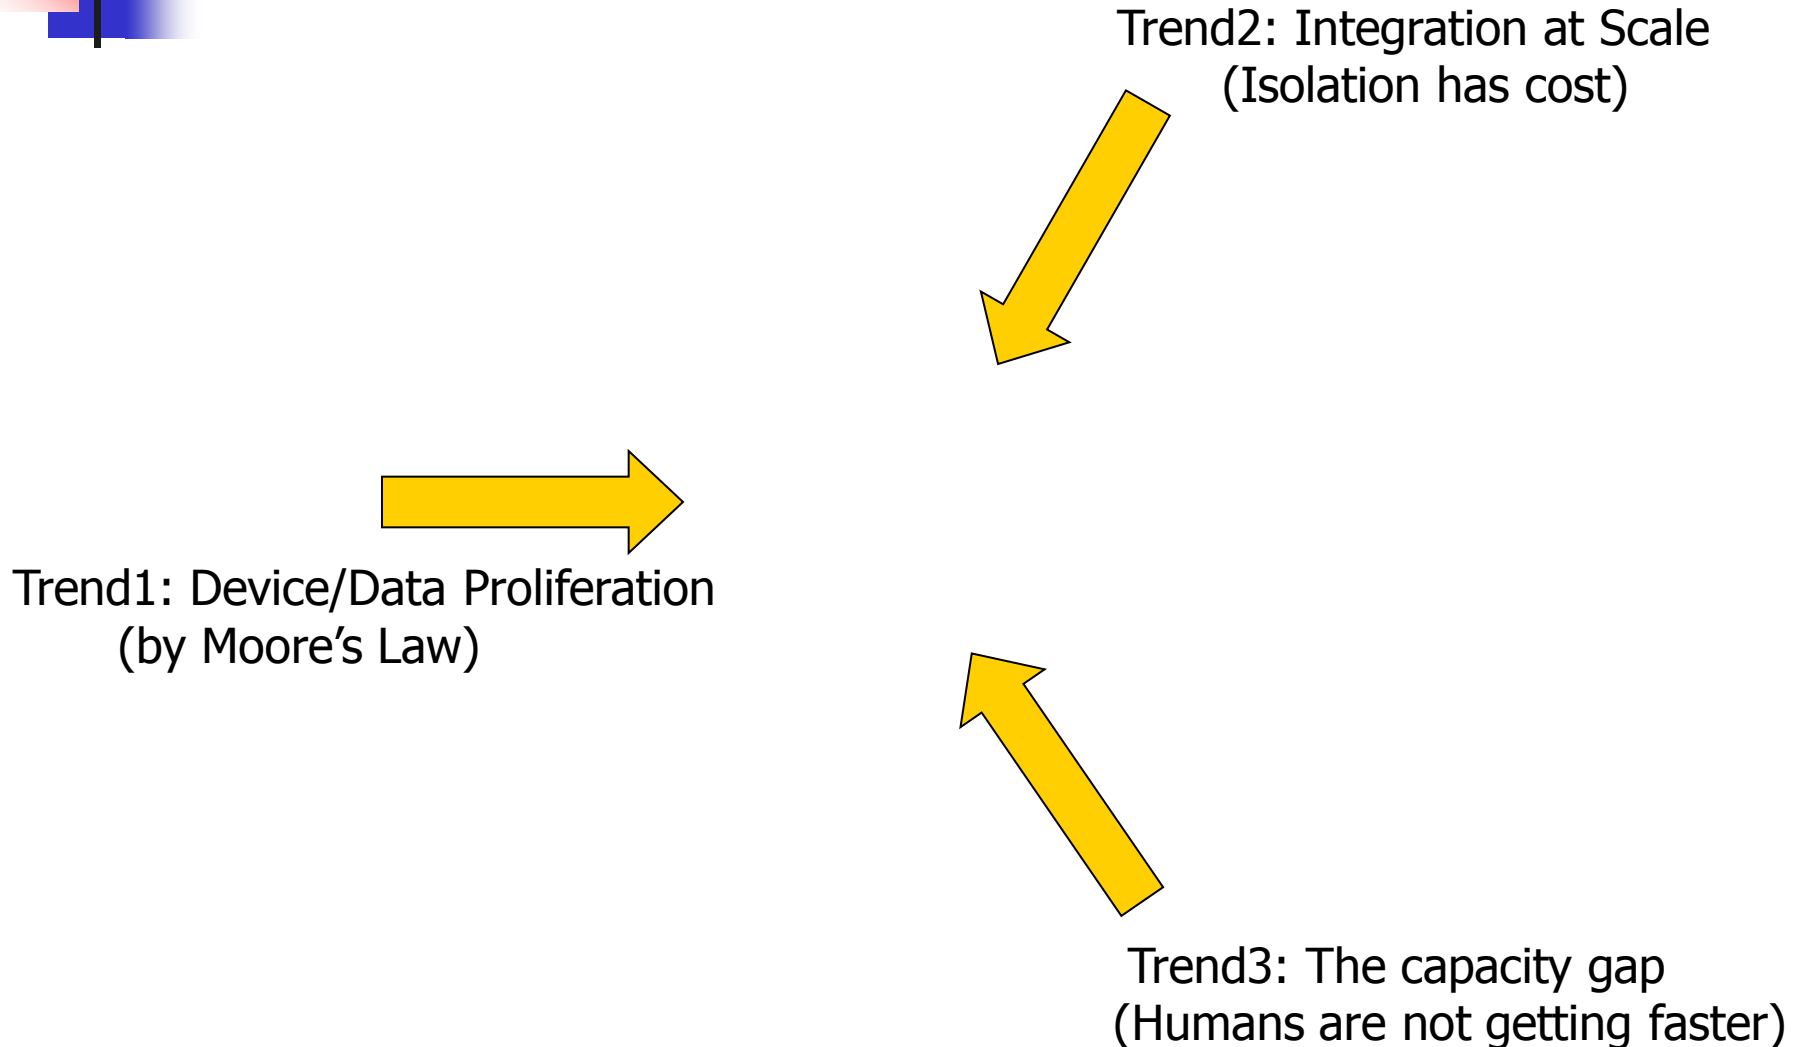 Trend2: Integration at Scale
(Isolation has cost)
Trend1: Device/Data Proliferation
(by Moore’s Law)
Trend3: The capacity gap
(Humans are not getting faster)